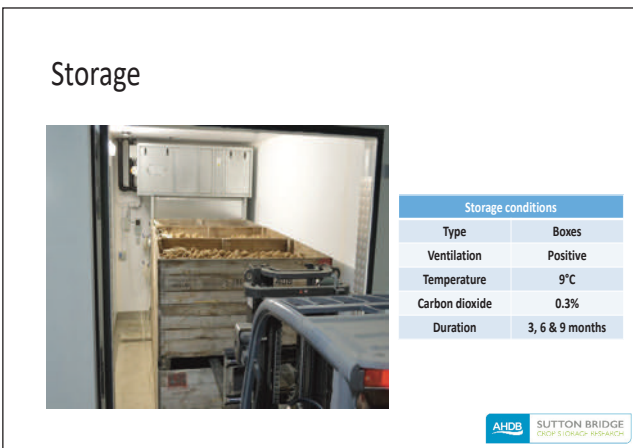 Storage
Storage conditions
Type Boxes
Ventilation Positive
Temperature 9°C
Carbon dioxide 0.3%
Duration 3, 6 & 9 months
AHDB SUTTON BRIDGE
CROP STORAGE RESEARCH